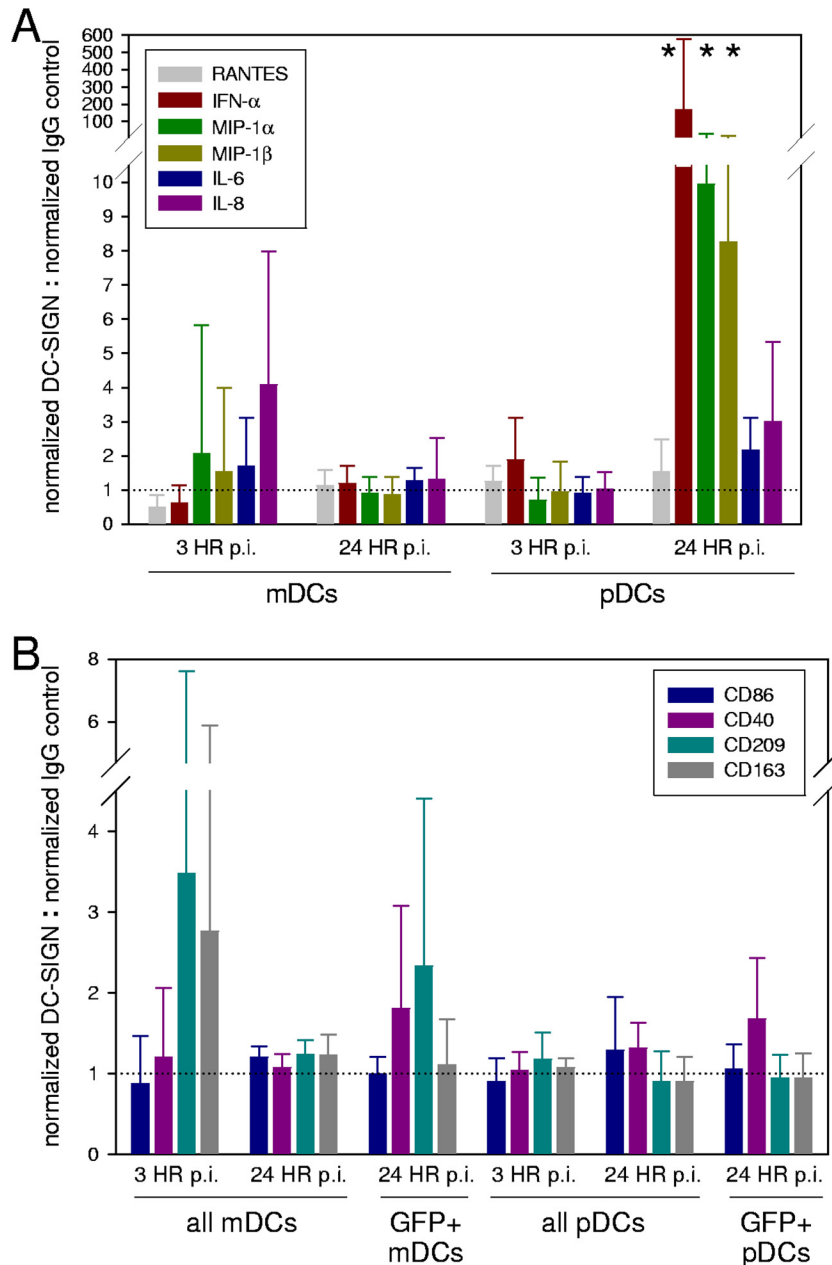 A
normalized DC-SIGN : normalized IgG control
600
500
400
300
200
100
10
9
8
7
6
5
4
3
2
1
0
RANTES
IFN-α
MIP-1α
MIP-1β
IL-6
IL-8
* * *
3 HR p.i. 24 HR p.i. 3 HR p.i. 24 HR p.i.
mDCs pDCs
B
normalized DC-SIGN : normalized IgG control
8
6
4
3
2
1
0
CD86
CD40
CD209
CD163
3 HR p.i. 24 HR p.i. 24 HR p.i. 3 HR p.i. 24 HR p.i. 24 HR p.i.
all mDCs GFP+ all pDCs GFP+
mDCs pDCs